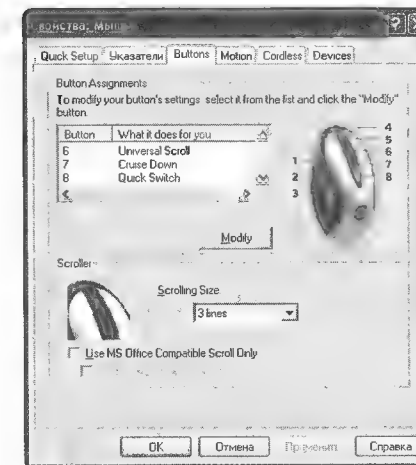 войства: Мыш
Quick Setup Указатели Buttons Motion Cordless Devices
Button Assignments
To modify your button's settings select it from the list and click the "Modify"
button.
Button What it does for you
6 Universal Scroll
7 Cruise Down
8 Quick Switch
4
5
6
1 7
2 8
3
Modify
Scroller
Scrolling Size
3 lines
Use MS Office Compatible Scroll Only
OK Отмена Применить Справка